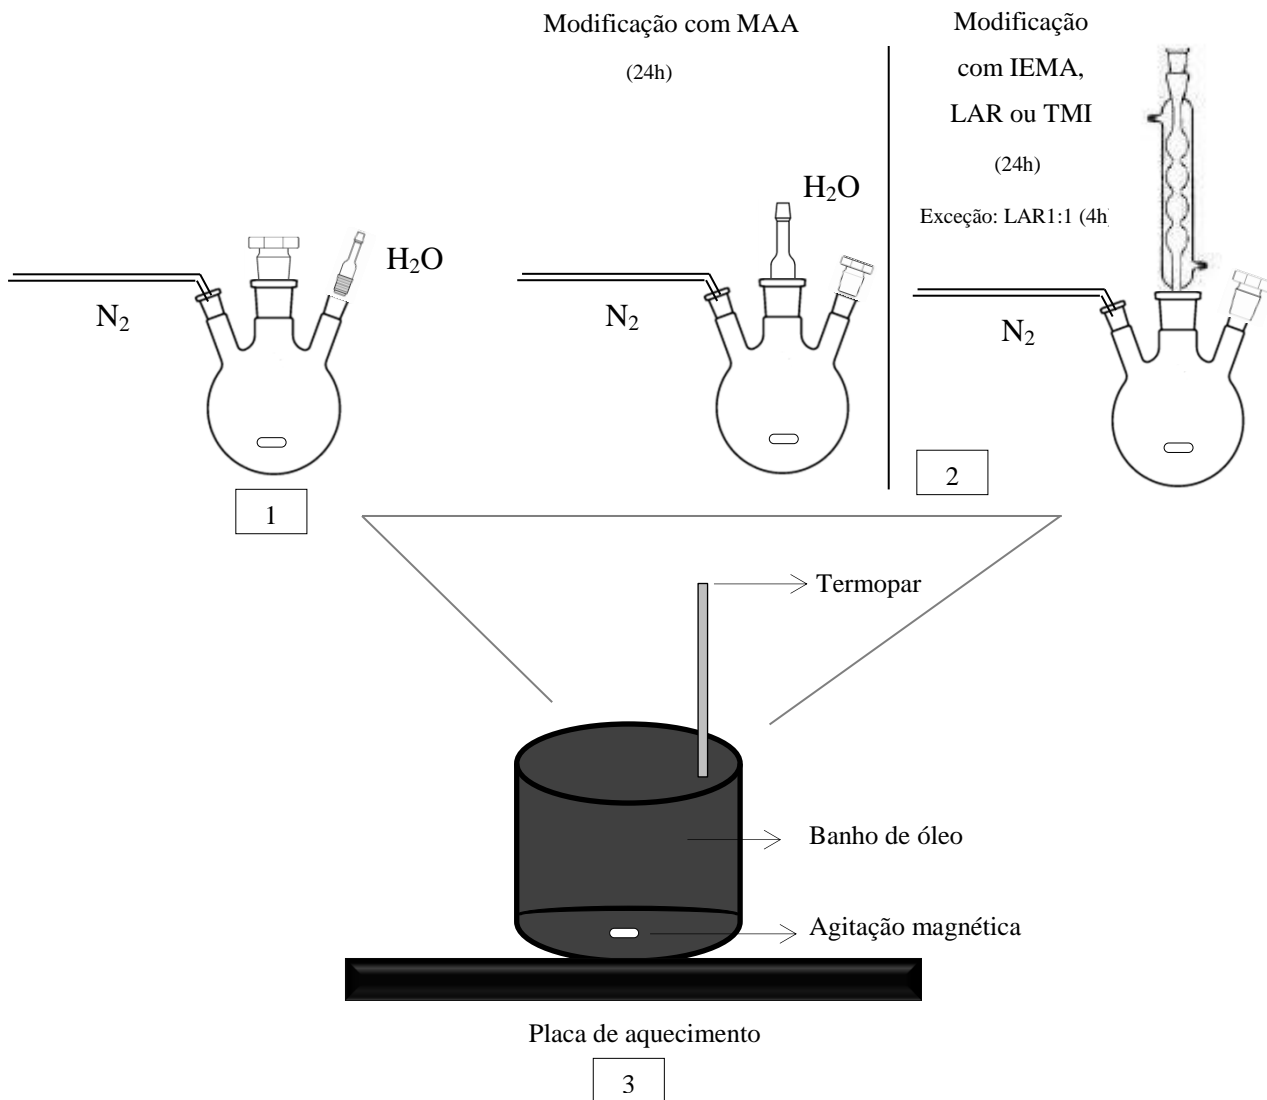 Modificação com MAA
(24h)
Modificação
com IEMA,
LAR ou TMI
(24h)
Exceção: LAR1:1 (4h
N₂
H₂O
N₂
H₂O
N₂
1
2
Termopar
Banho de óleo
Agitação magnética
Placa de aquecimento
3